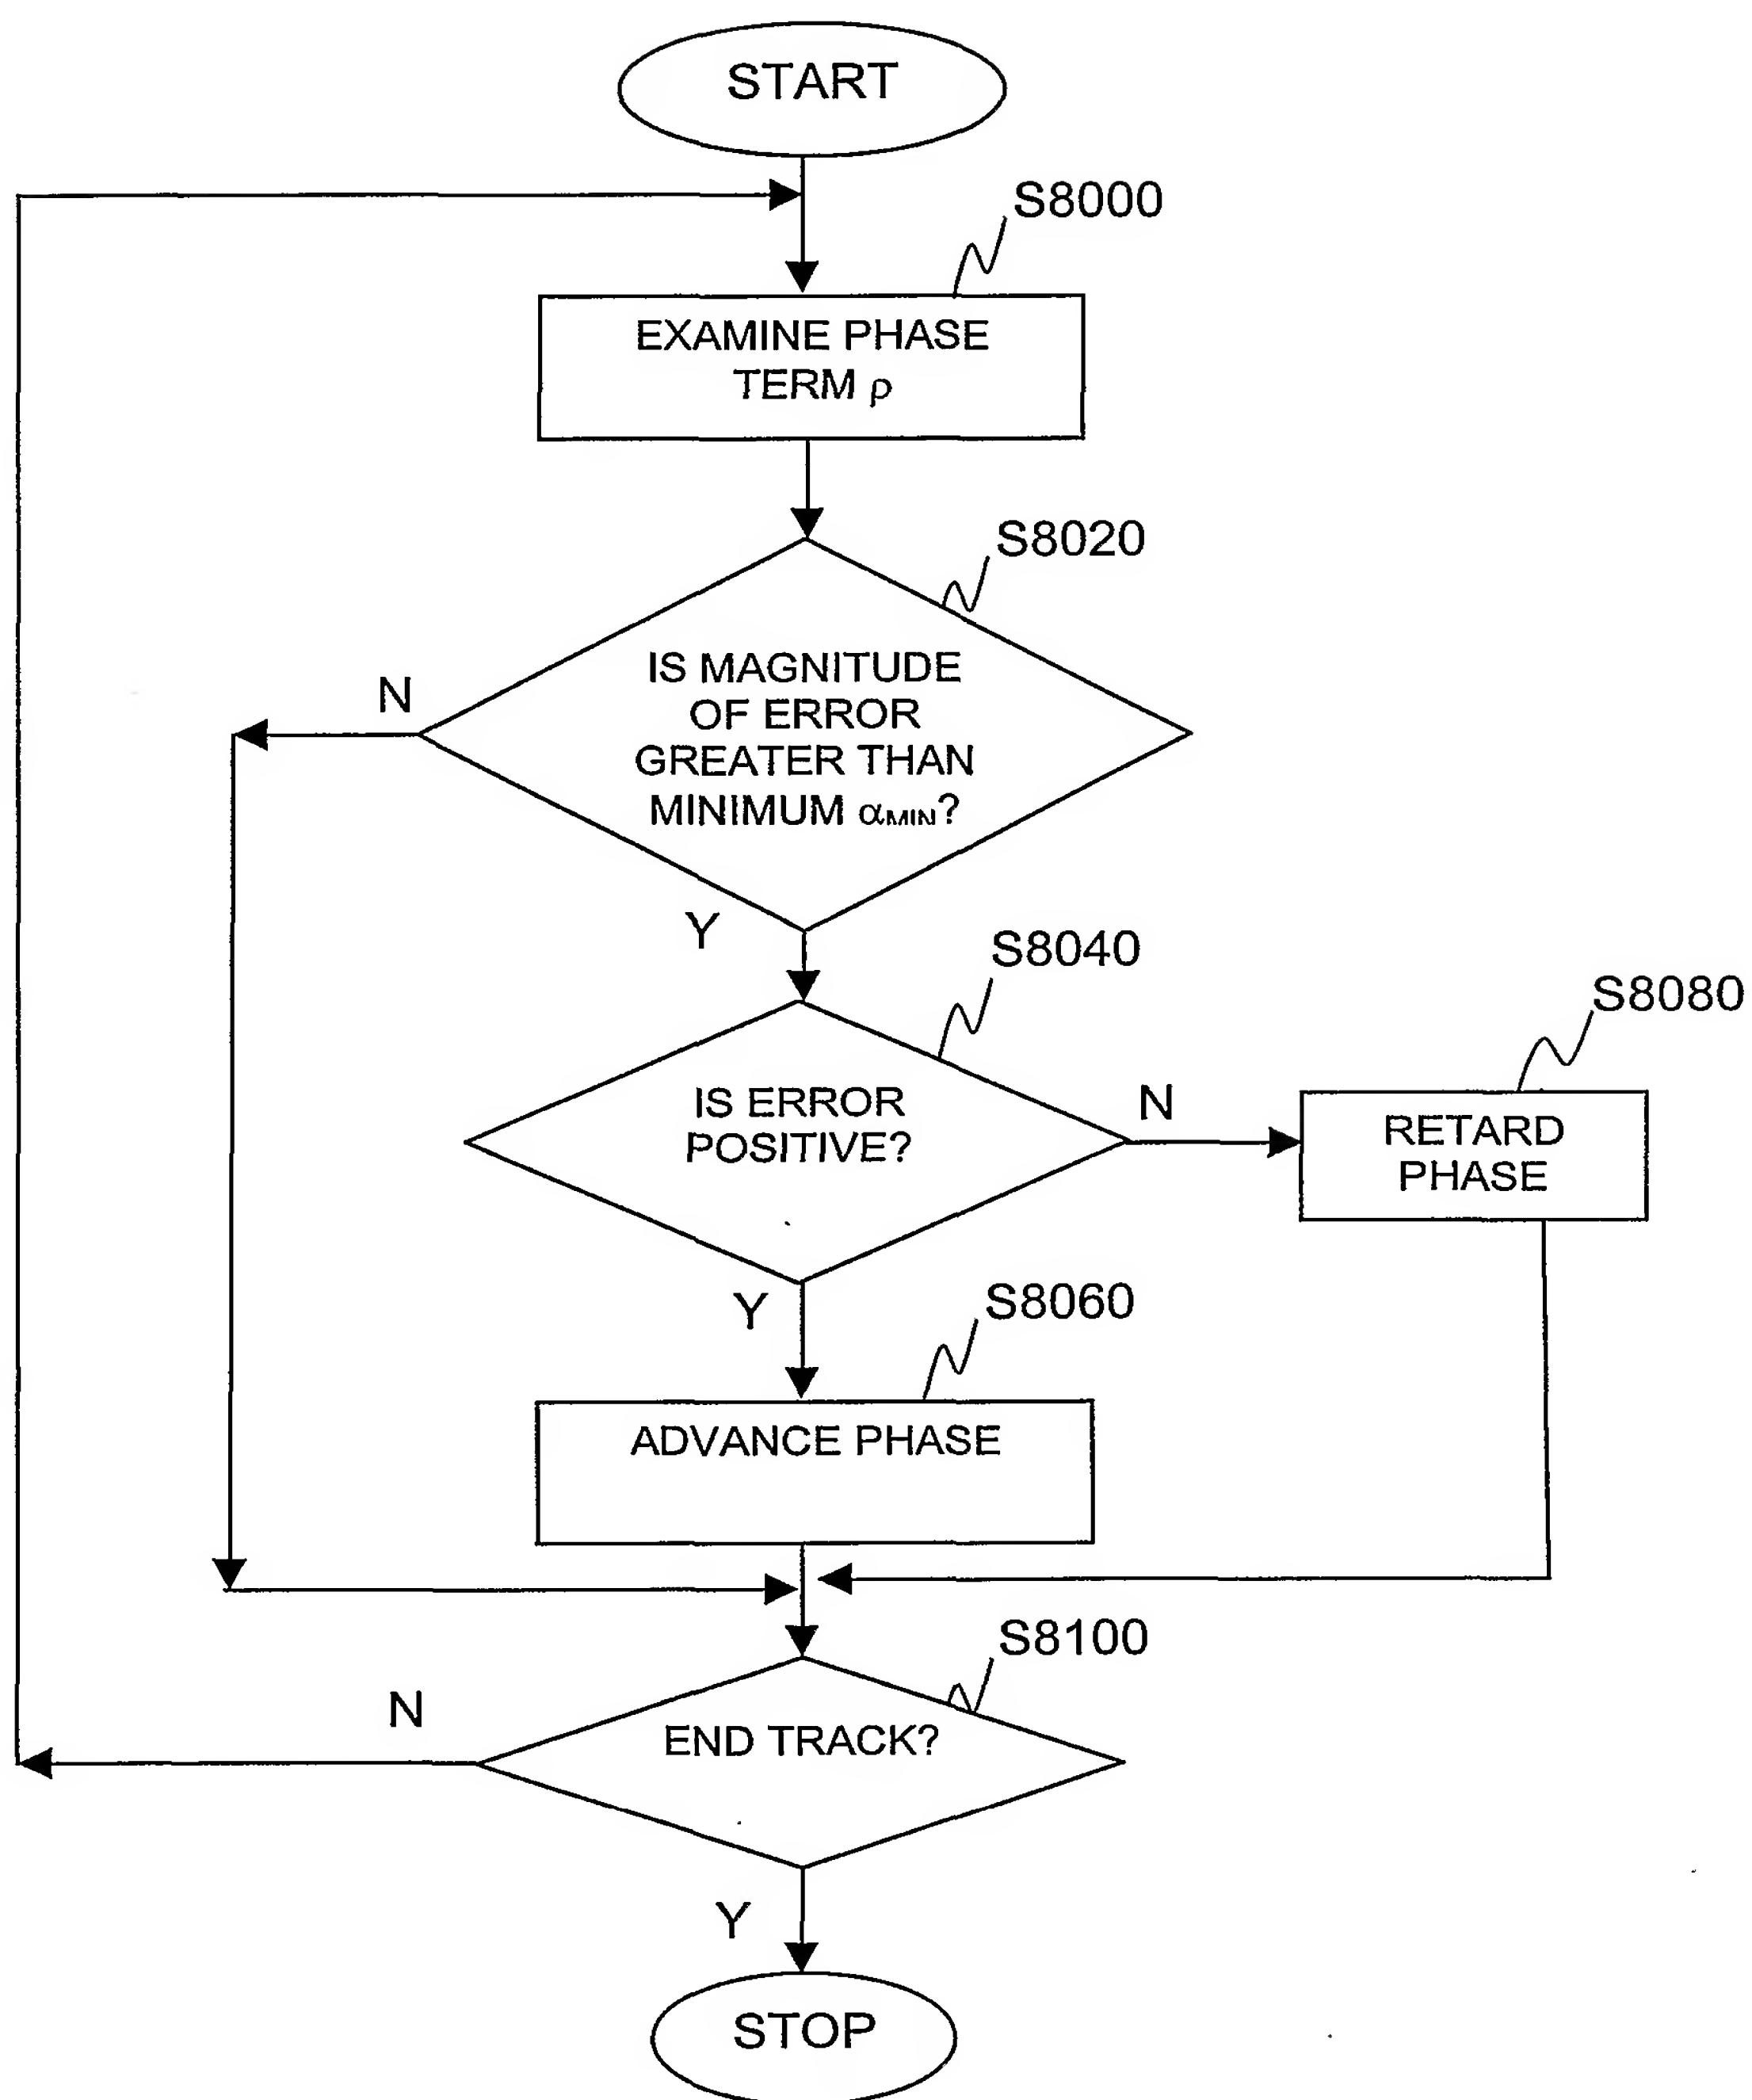 START
S8000
EXAMINE PHASE
TERM ρ
S8020
IS MAGNITUDE
OF ERROR
GREATER THAN
MINIMUM αMIN?
N
Y
S8040
S8080
IS ERROR
POSITIVE?
N
RETARD
PHASE
Y
S8060
ADVANCE PHASE
S8100
N
END TRACK?
Y
STOP